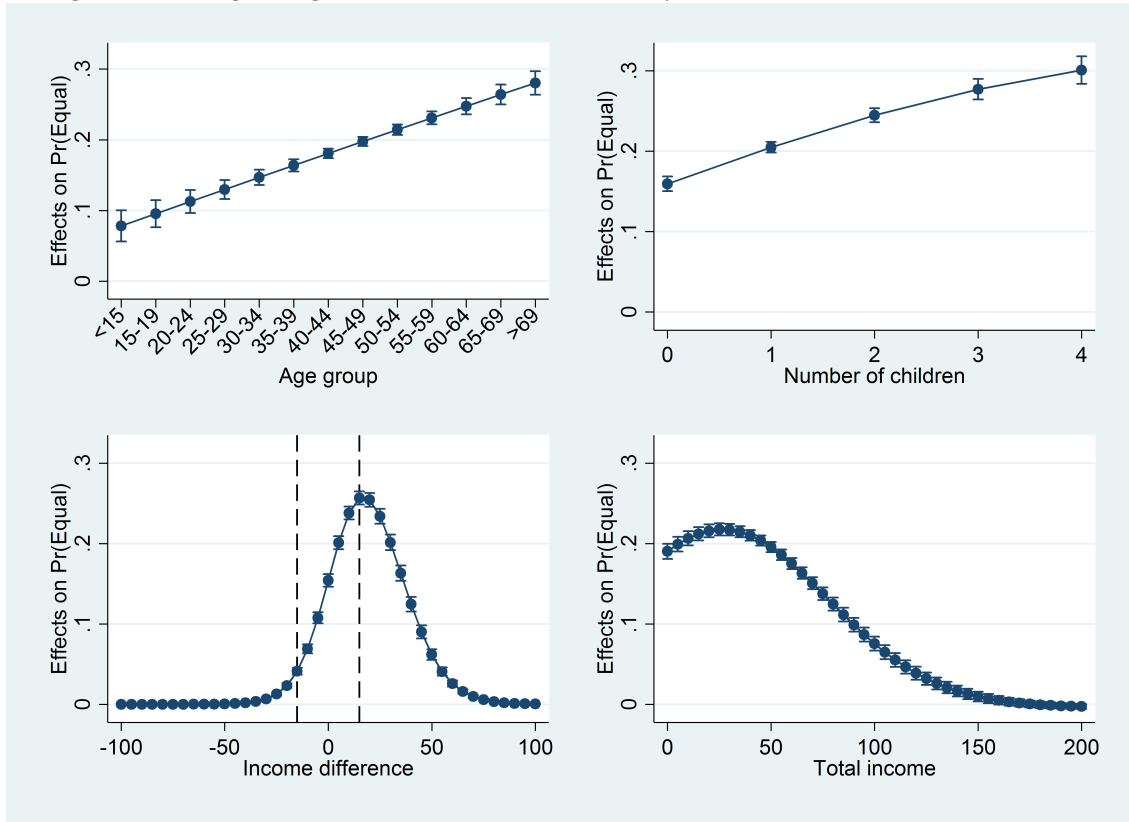 Effects on Pr(Equal)
.3
.2
.1
0
<15
15-19
20-24
25-29
30-34
35-39
40-44
45-49
50-54
55-59
60-64
65-69
>69
Age group
Effects on Pr(Equal)
.3
.2
.1
0
0 1 2 3 4
Number of children
Effects on Pr(Equal)
.3
.2
.1
0
-100 -50 0 50 100
Income difference
Effects on Pr(Equal)
.3
.2
.1
0
0 50 100 150 200
Total income